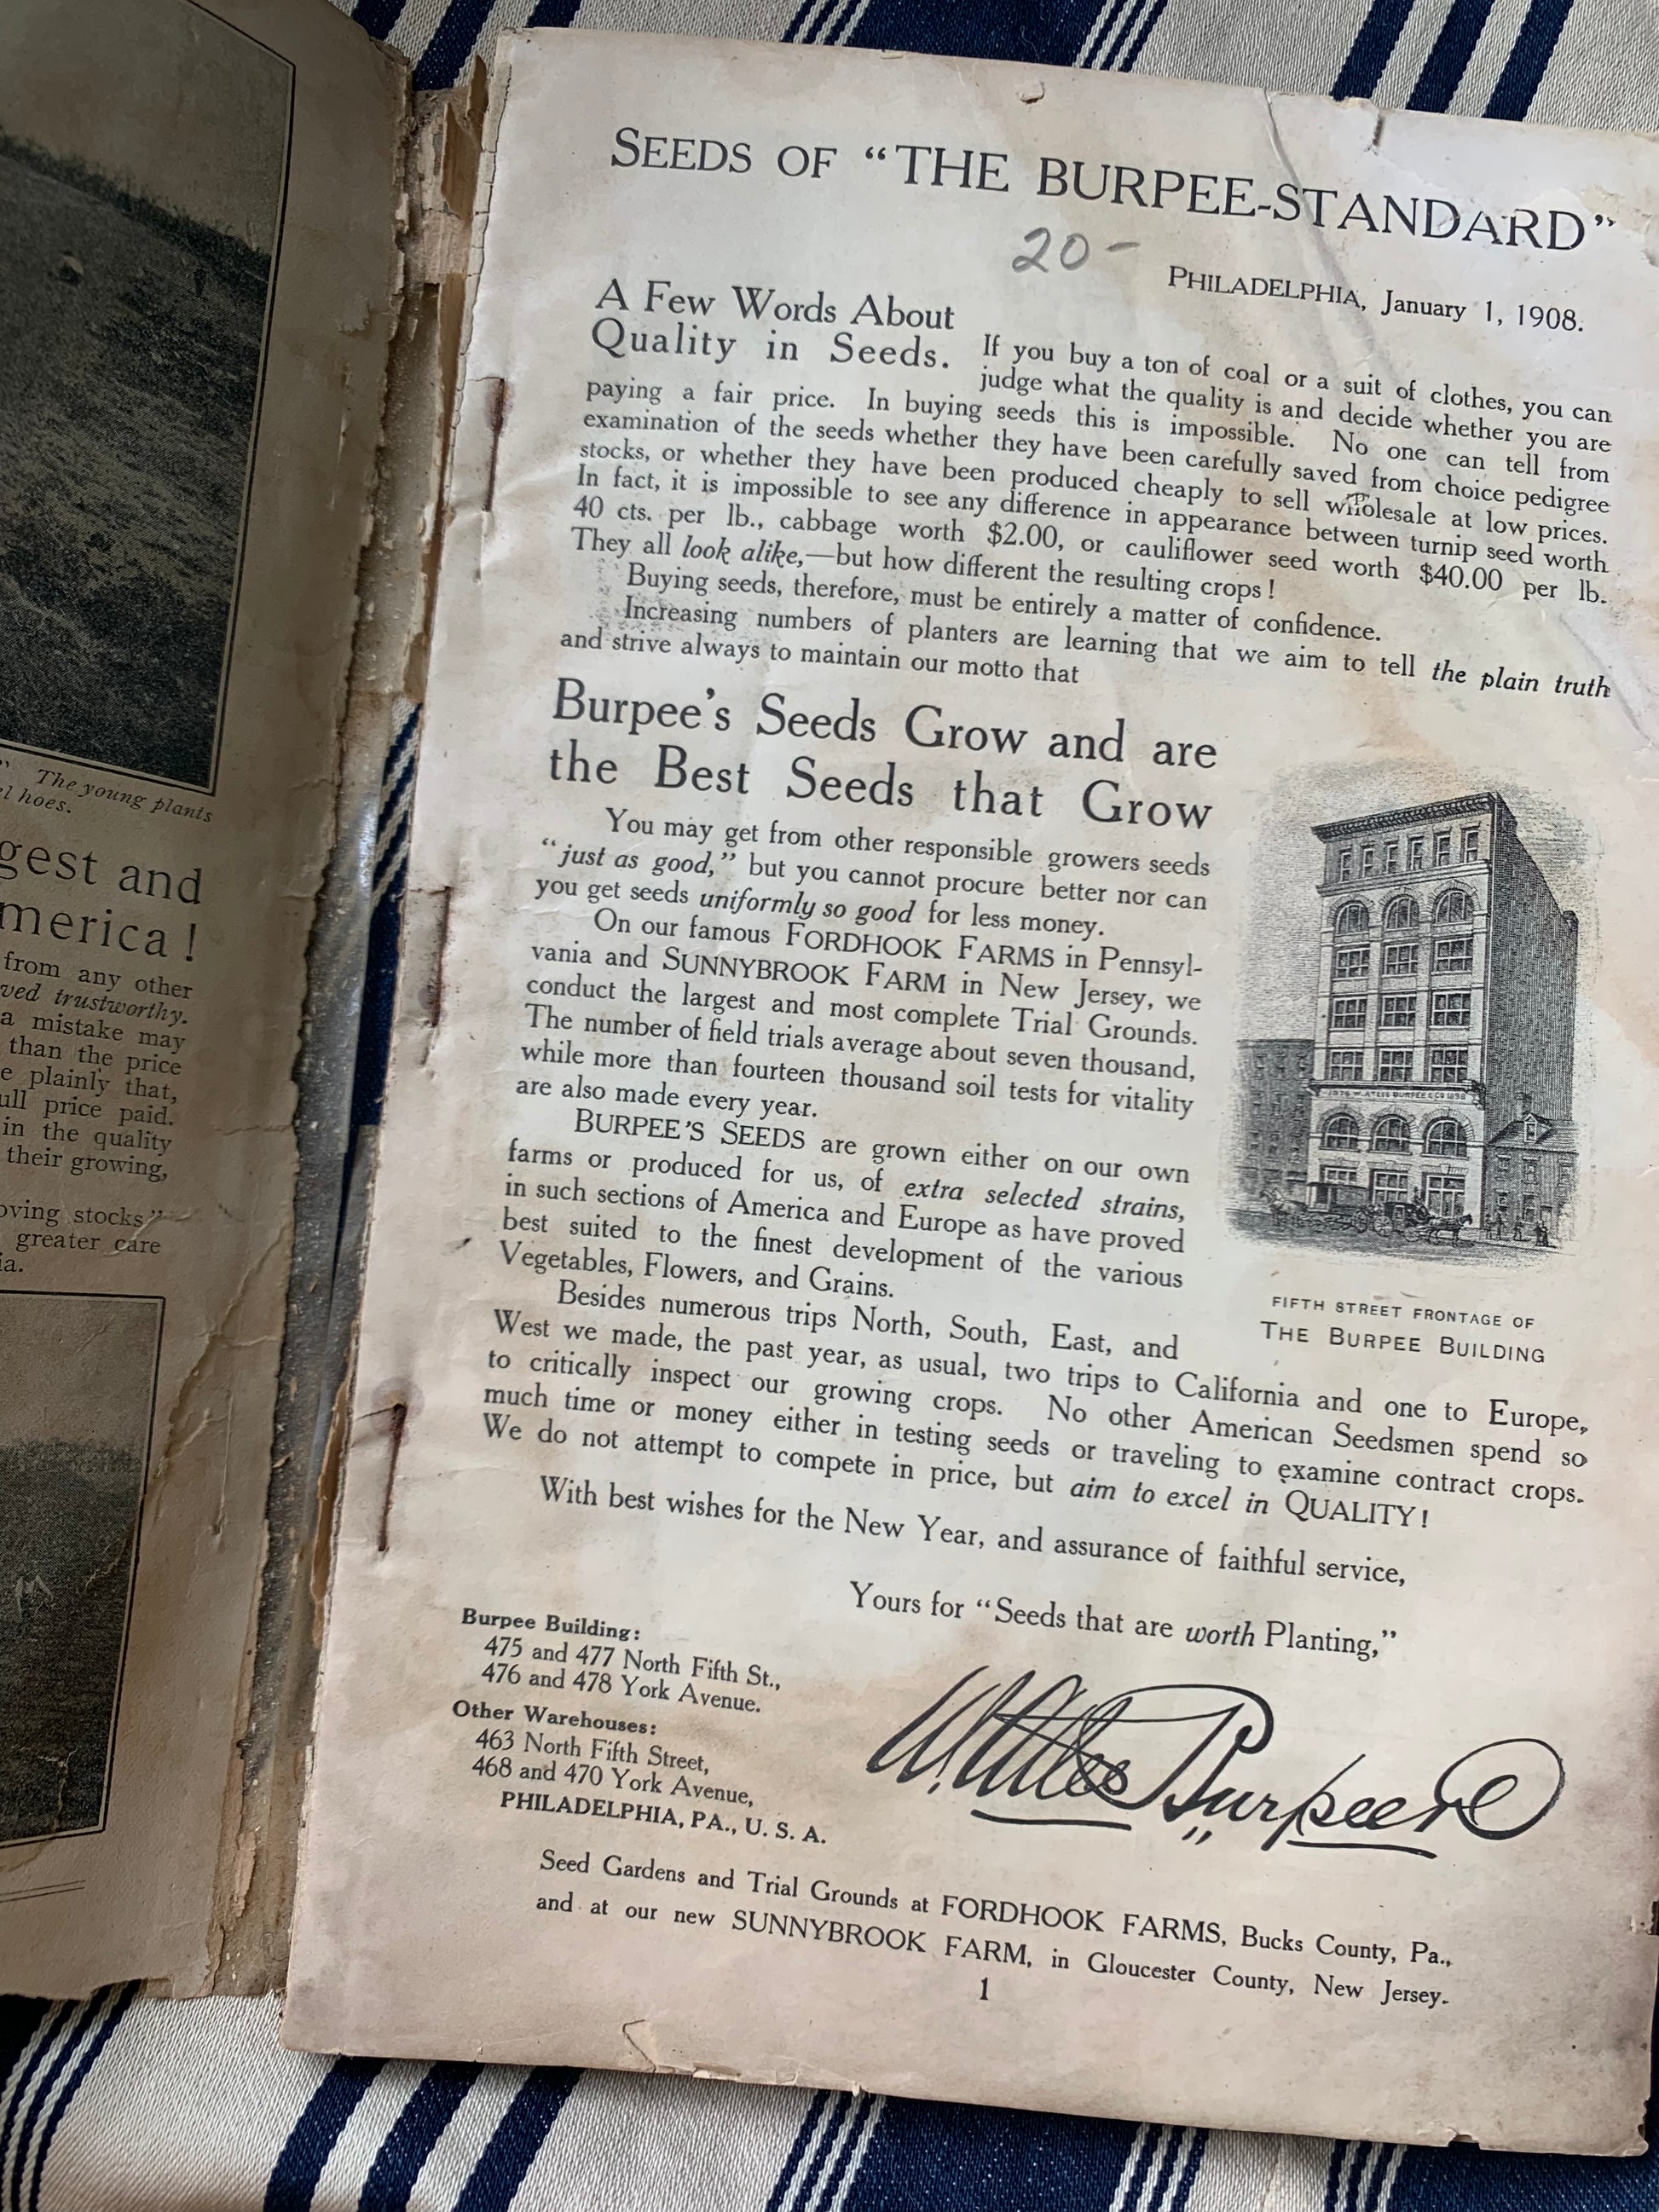 ". The young plants
el hoes.
gest and
merica!
from any other
ved trustworthy.
a mistake may
than the price
e plainly that,
ull price paid.
in the quality
their growing,
oving stocks"
greater care
ia.
SEEDS OF "THE BURPEE-STANDARD"
20-
PHILADELPHIA, January 1, 1908.
A Few Words About
Quality in Seeds.
If you buy a ton of coal or a suit of clothes, you can
judge what the quality is and decide whether you are
paying a fair price. In buying seeds this is impossible. No one can tell from
examination of the seeds whether they have been carefully saved from choice pedigree
stocks, or whether they have been produced cheaply to sell wholesale at low prices.
In fact, it is impossible to see any difference in appearance between turnip seed worth
40 cts. per lb., cabbage worth $2.00, or cauliflower seed worth $40.00 per lb.
They all look alike,—but how different the resulting crops!
Buying seeds, therefore, must be entirely a matter of confidence.
Increasing numbers of planters are learning that we aim to tell the plain truth
and strive always to maintain our motto that
Burpee's Seeds Grow and are
the Best Seeds that Grow
You may get from other responsible growers seeds
"just as good," but you cannot procure better nor can
you get seeds uniformly so good for less money.
On our famous FORDHOOK FARMS in Pennsyl-
vania and SUNNYBROOK FARM in New Jersey, we
conduct the largest and most complete Trial Grounds.
The number of field trials average about seven thousand,
while more than fourteen thousand soil tests for vitality
are also made every year.
BURPEE'S SEEDS are grown either on our own
farms or produced for us, of extra selected strains,
in such sections of America and Europe as have proved
best suited to the finest development of the various
Vegetables, Flowers, and Grains.
1876 W. ATLEE BURPEE & CO 1898
FIFTH STREET FRONTAGE OF
THE BURPEE BUILDING
Besides numerous trips North, South, East, and
West we made, the past year, as usual, two trips to California and one to Europe,
to critically inspect our growing crops. No other American Seedsmen spend so
much time or money either in testing seeds or traveling to examine contract crops.
We do not attempt to compete in price, but aim to excel in QUALITY!
With best wishes for the New Year, and assurance of faithful service,
Yours for "Seeds that are worth Planting,"
W. Atlee Burpee
Burpee Building:
475 and 477 North Fifth St.,
476 and 478 York Avenue.
Other Warehouses:
463 North Fifth Street,
468 and 470 York Avenue,
PHILADELPHIA, PA., U. S. A.
Seed Gardens and Trial Grounds at FORDHOOK FARMS, Bucks County, Pa.,
and at our new SUNNYBROOK FARM, in Gloucester County, New Jersey.
1